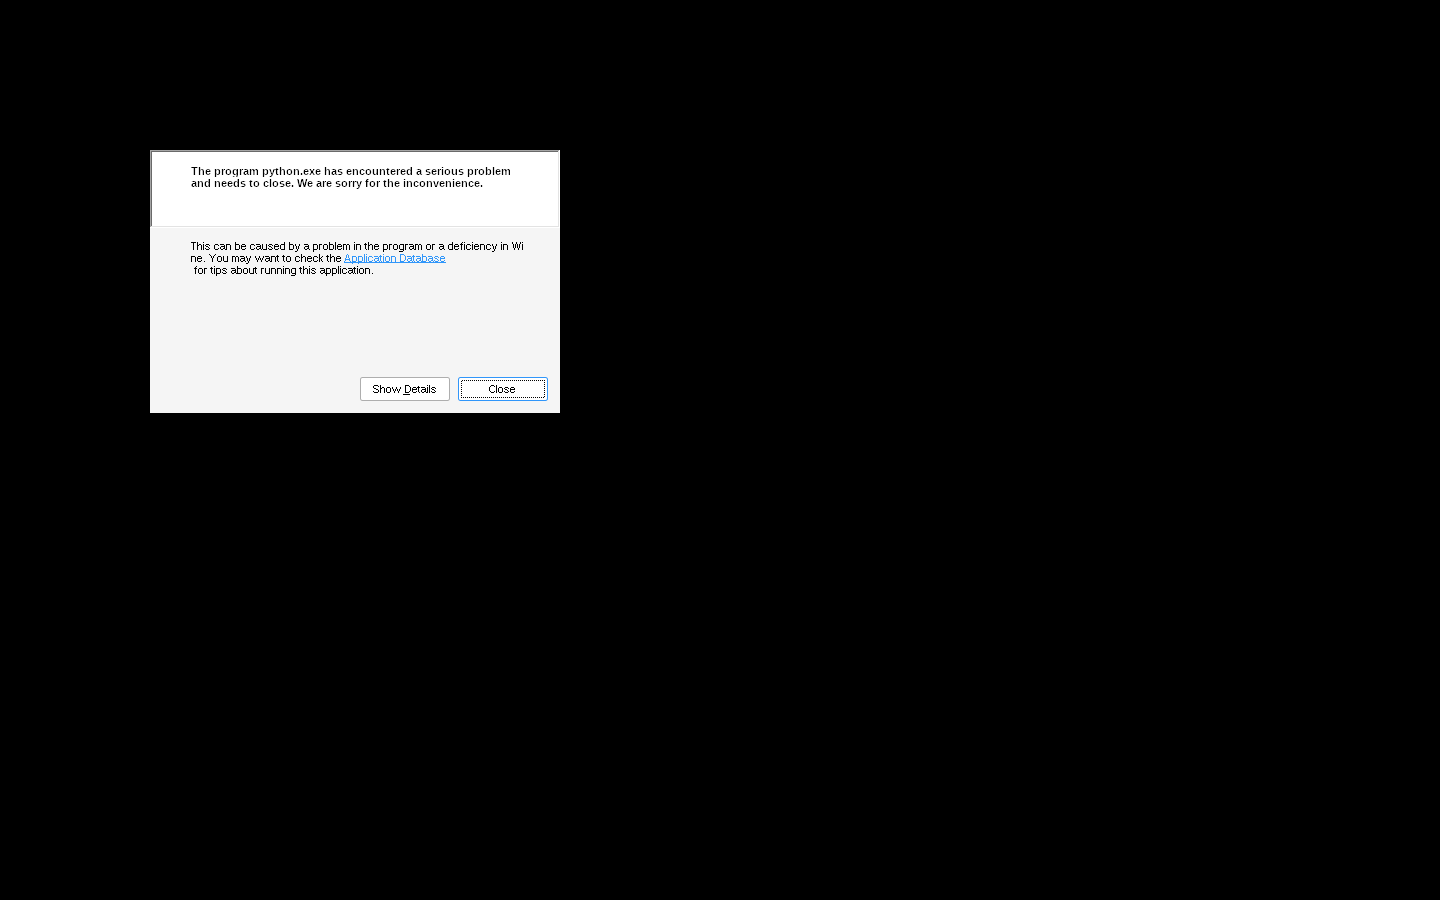 The program python.exe has encountered a serious problem
and needs to close. We are sorry for the inconvenience.
This can be caused by a problem in the program or a deficiency in Wi
ne. You may want to check the Application Database
for tips about running this application.
Show Details
Close